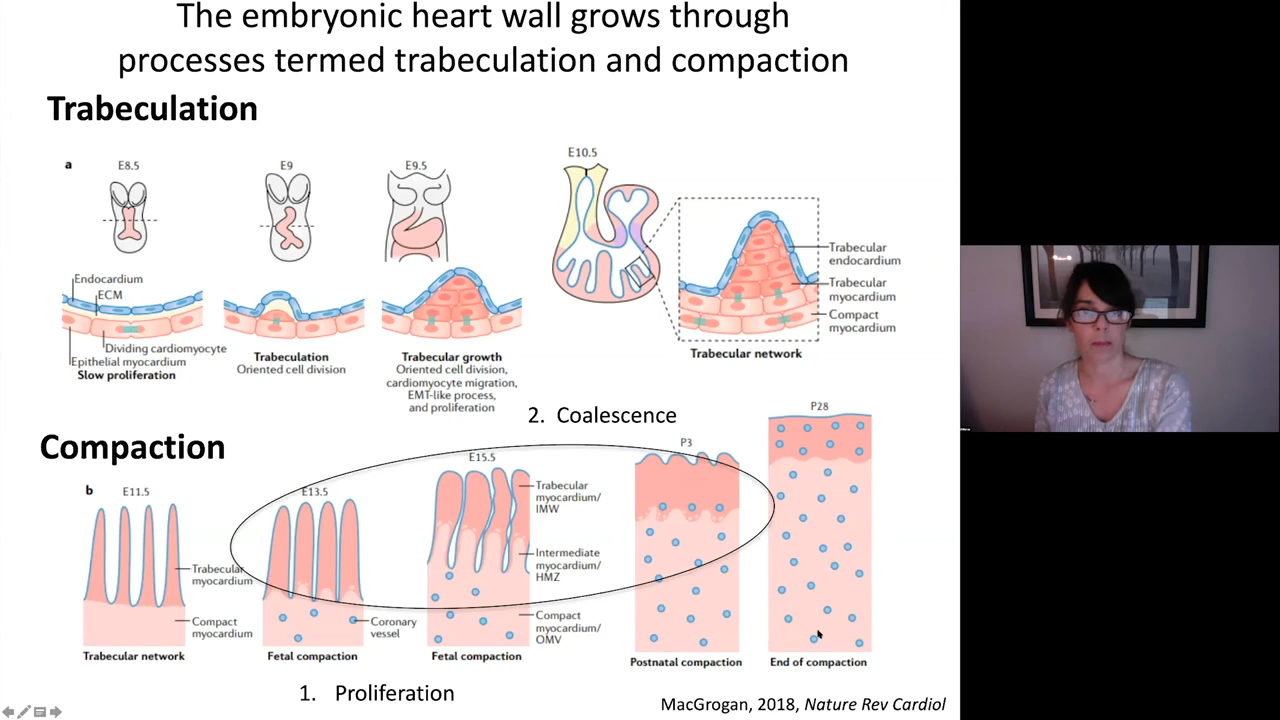 The embryonic heart wall grows through
processes termed trabeculation and compaction
Trabeculation
a
E8.5
E9
E9.5
E10.5
Endocardium
ECM
Dividing cardiomyocyte
Epithelial myocardium
Slow proliferation
Trabeculation
Oriented cell division
Trabecular growth
Oriented cell division,
cardiomyocyte migration,
EMT-like process,
and proliferation
Trabecular
endocardium
Trabecular
myocardium
Compact
myocardium
Trabecular network
2. Coalescence
Compaction
b
E11.5
E13.5
E15.5
P3
P28
Trabecular
myocardium
Compact
myocardium
Coronary
vessel
Trabecular
myocardium/
IMW
Intermediate
myocardium/
HMZ
Compact
myocardium/
OMV
Trabecular network
Fetal compaction
Fetal compaction
Postnatal compaction
End of compaction
1. Proliferation
MacGrogan, 2018, Nature Rev Cardiol